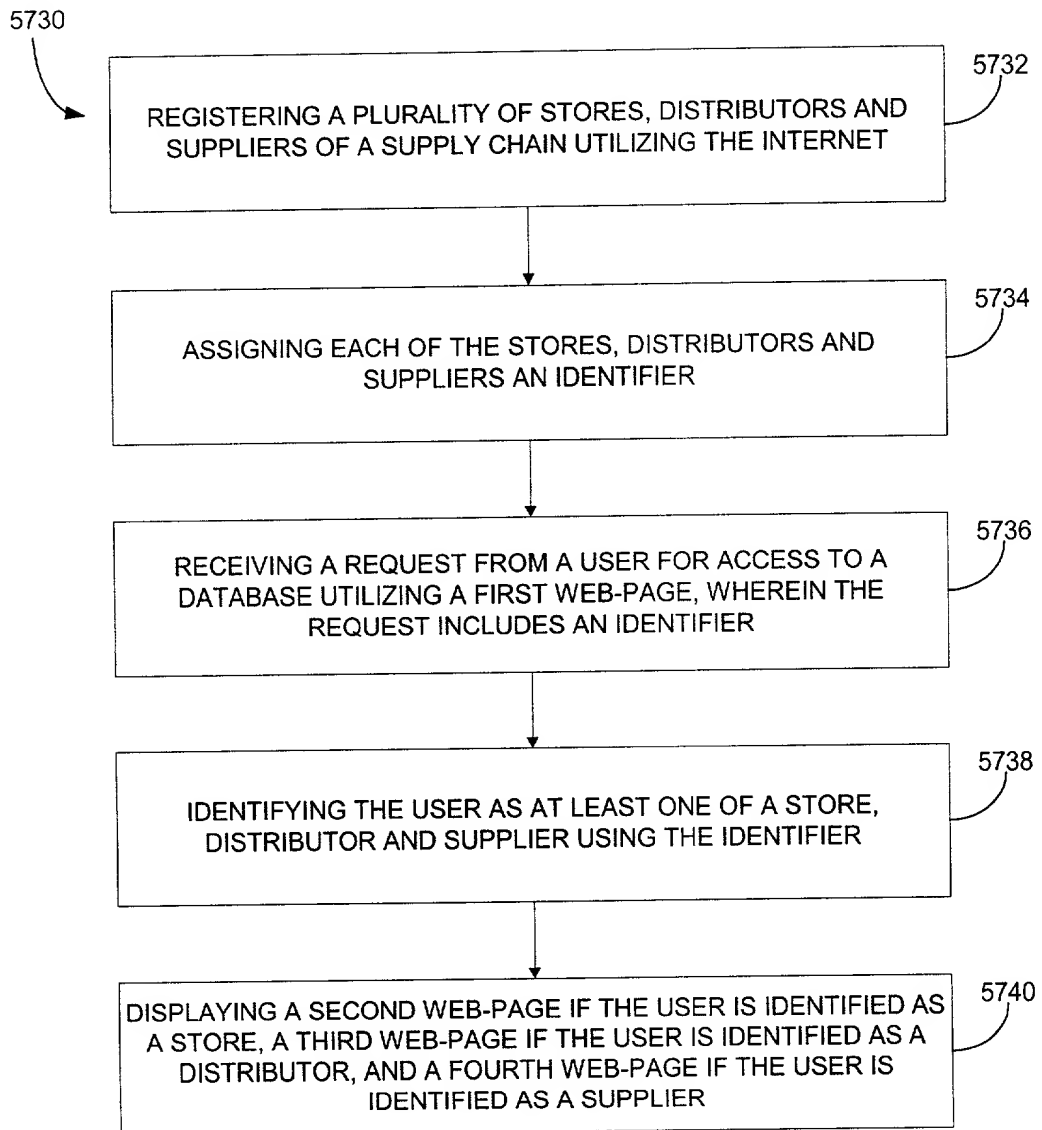 5730
5732
REGISTERING A PLURALITY OF STORES, DISTRIBUTORS AND
SUPPLIERS OF A SUPPLY CHAIN UTILIZING THE INTERNET
5734
ASSIGNING EACH OF THE STORES, DISTRIBUTORS AND
SUPPLIERS AN IDENTIFIER
5736
RECEIVING A REQUEST FROM A USER FOR ACCESS TO A
DATABASE UTILIZING A FIRST WEB-PAGE, WHEREIN THE
REQUEST INCLUDES AN IDENTIFIER
5738
IDENTIFYING THE USER AS AT LEAST ONE OF A STORE,
DISTRIBUTOR AND SUPPLIER USING THE IDENTIFIER
5740
DISPLAYING A SECOND WEB-PAGE IF THE USER IS IDENTIFIED AS
A STORE, A THIRD WEB-PAGE IF THE USER IS IDENTIFIED AS A
DISTRIBUTOR, AND A FOURTH WEB-PAGE IF THE USER IS
IDENTIFIED AS A SUPPLIER